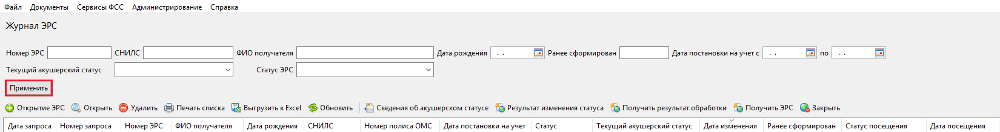 Файл Документы Сервисы ФСС Администрирование Справка
Журнал ЭРС
Номер ЭРС СНИЛС ФИО получателя Дата рождения . . Ранее сформирован Дата постановки на учет с . . по . .
Текущий акушерский статус Статус ЭРС
Применить
Открытие ЭРС Открыть Удалить Печать списка Выгрузить в Excel Обновить Сведения об акушерском статусе Результат изменения статуса Получить результат обработки Получить ЭРС Закрыть
Дата запроса Номер запроса Номер ЭРС ФИО получателя Дата рождения СНИЛС Номер полиса ОМС Дата постановки на учет Статус Текущий акушерский статус Дата изменения Ранее сформирован Статус посещения Дата посещения